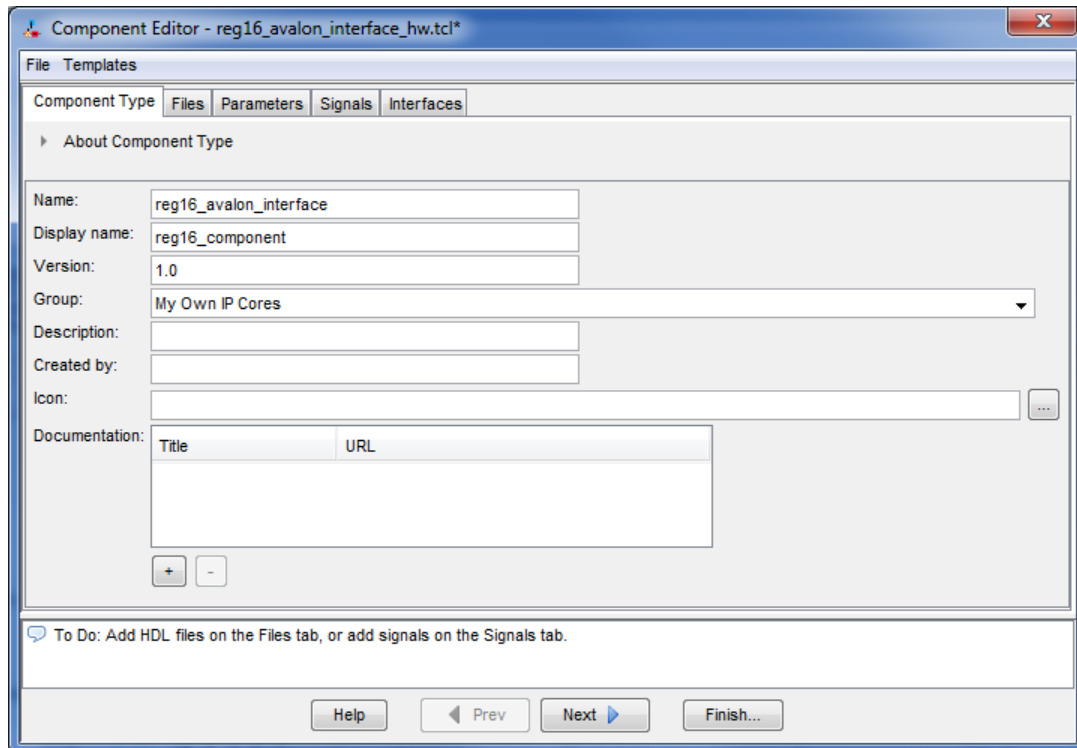 Component Editor - reg16_avalon_interface_hw.tcl*
File Templates
Component Type Files Parameters Signals Interfaces
About Component Type
Name: reg16_avalon_interface
Display name: reg16_component
Version: 1.0
Group: My Own IP Cores
Description:
Created by:
Icon: ...
Documentation: Title URL
+ -
To Do: Add HDL files on the Files tab, or add signals on the Signals tab.
Help Prev Next Finish...